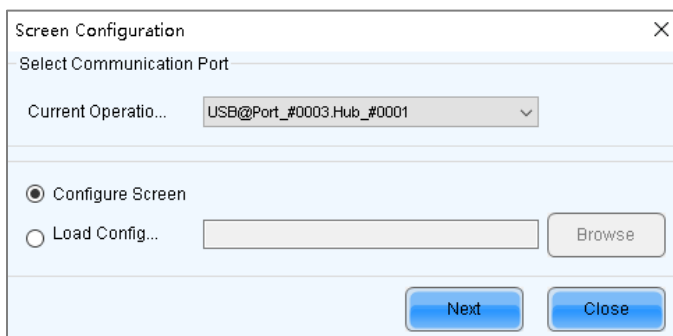 Screen Configuration
Select Communication Port
Current Operatio... USB@Port_#0003.Hub_#0001
Configure Screen
Load Config... Browse
Next Close